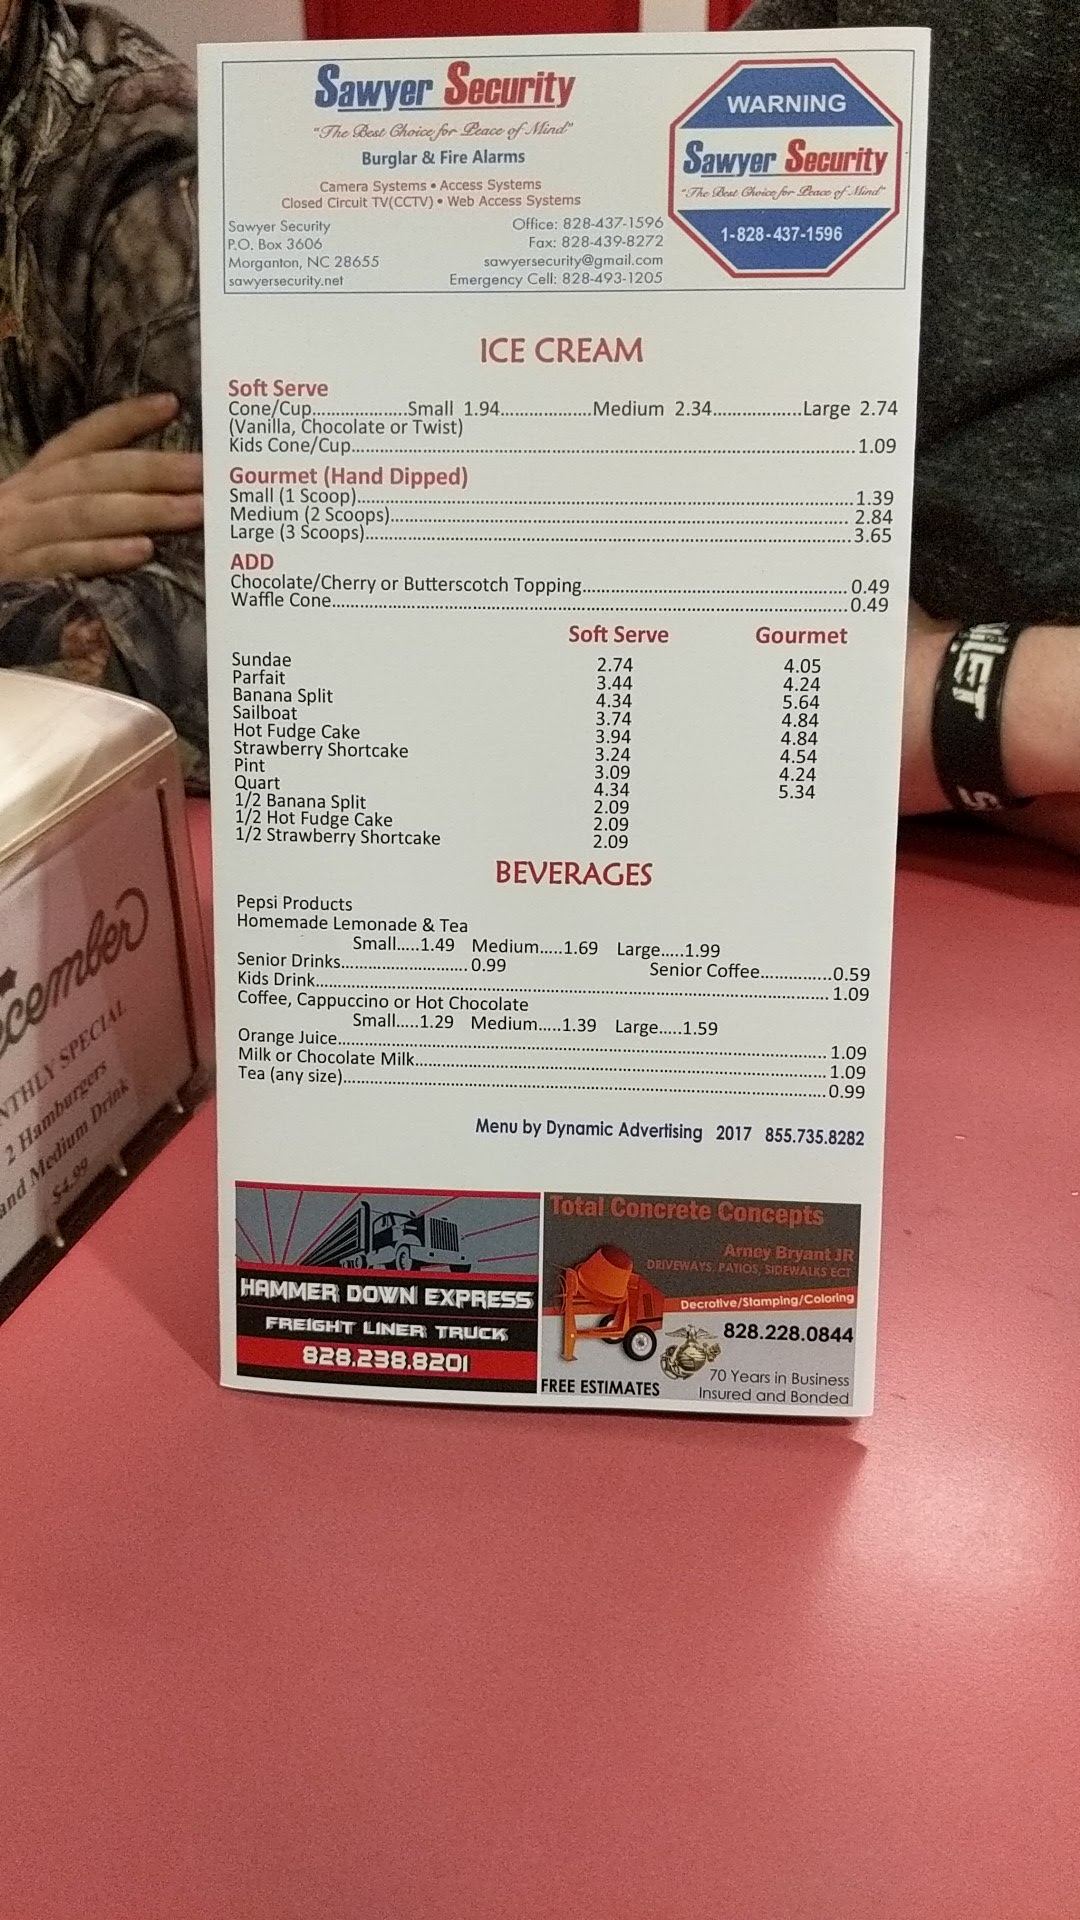 Sawyer Security
"The Best Choice for Peace of Mind"
Burglar & Fire Alarms
Camera Systems • Access Systems
Closed Circuit TV(CCTV) • Web Access Systems
Sawyer Security
P.O. Box 3606
Morganton, NC 28655
sawyersecurity.net
Office: 828-437-1596
Fax: 828-439-8272
sawyersecurity@gmail.com
Emergency Cell: 828-493-1205
WARNING
Sawyer Security
"The Best Choice for Peace of Mind"
1-828-437-1596
ICE CREAM
Soft Serve
Cone/Cup...................Small 1.94..................Medium 2.34..................Large 2.74
(Vanilla, Chocolate or Twist)
Kids Cone/Cup..........1.09
Gourmet (Hand Dipped)
Small (1 Scoop)..........1.39
Medium (2 Scoops)..........2.84
Large (3 Scoops)..........3.65
ADD
Chocolate/Cherry or Butterscotch Topping..........0.49
Waffle Cone..........0.49
Soft Serve Gourmet
Sundae 2.74 4.05
Parfait 3.44 4.24
Banana Split 4.34 5.64
Sailboat 3.74 4.84
Hot Fudge Cake 3.94 4.84
Strawberry Shortcake 3.24 4.54
Pint 3.09 4.24
Quart 4.34 5.34
1/2 Banana Split 2.09
1/2 Hot Fudge Cake 2.09
1/2 Strawberry Shortcake 2.09
BEVERAGES
Pepsi Products
Homemade Lemonade & Tea
Small.....1.49 Medium.....1.69 Large.....1.99
Senior Drinks..........0.99 Senior Coffee..........0.59
Kids Drink..........1.09
Coffee, Cappuccino or Hot Chocolate
Small.....1.29 Medium.....1.39 Large.....1.59
Orange Juice..........1.09
Milk or Chocolate Milk..........1.09
Tea (any size)..........0.99
Menu by Dynamic Advertising 2017 855.735.8282
HAMMER DOWN EXPRESS
FREIGHT LINER TRUCK
828.238.8201
Total Concrete Concepts
Arney Bryant JR
DRIVEWAYS, PATIOS, SIDEWALKS ECT
Decrotive/Stamping/Coloring
828.228.0844
70 Years in Business
Insured and Bonded
FREE ESTIMATES
ecember
NTHLY SPECIAL
2 Hamburgers
and Medium Drink
$4.99